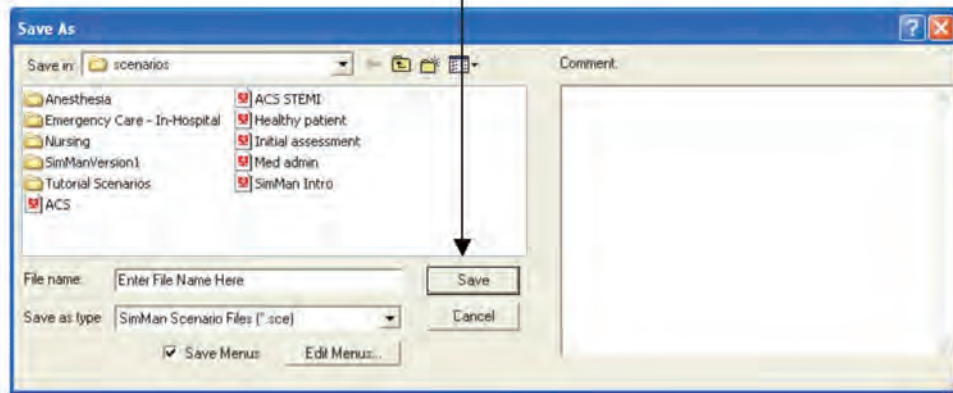 Save As
Save in: scenarios
Comment:
Anesthesia
Emergency Care - In-Hospital
Nursing
SimManVersion1
Tutorial Scenarios
ACS
ACS STEMI
Healthy patient
Initial assessment
Med admin
SimMan Intro
File name: Enter File Name Here
Save
Save as type SimMan Scenario Files (*.sce)
Cancel
Save Menus
Edit Menus...